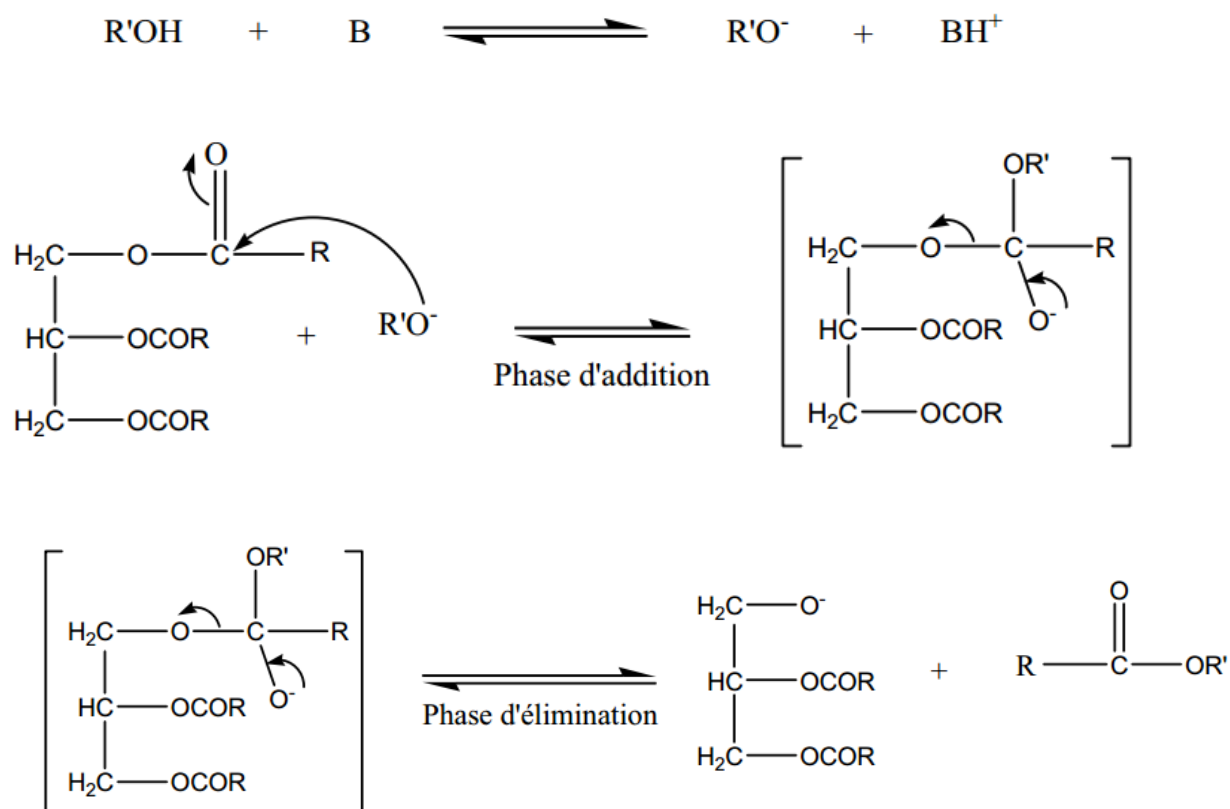 R'OH + B R'O⁻ + BH⁺
O OR'
H₂C O C R H₂C O C R
HC OCOR + R'O⁻ HC OCOR O⁻
Phase d'addition
H₂C OCOR H₂C OCOR
OR' O
H₂C O C R H₂C O⁻
HC OCOR O⁻ HC OCOR + R C OR'
Phase d'élimination
H₂C OCOR H₂C OCOR